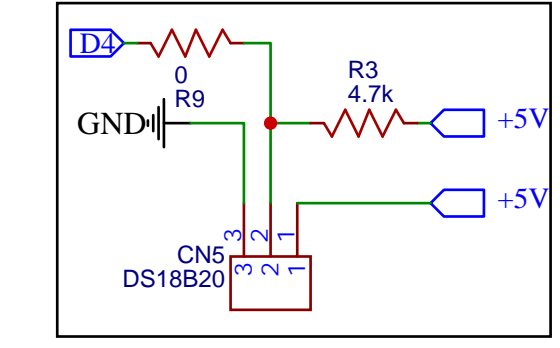 D4
0
R9
R3
4.7k
+5V
GND
+5V
3 2 1
CN5
3 2 1
DS18B20